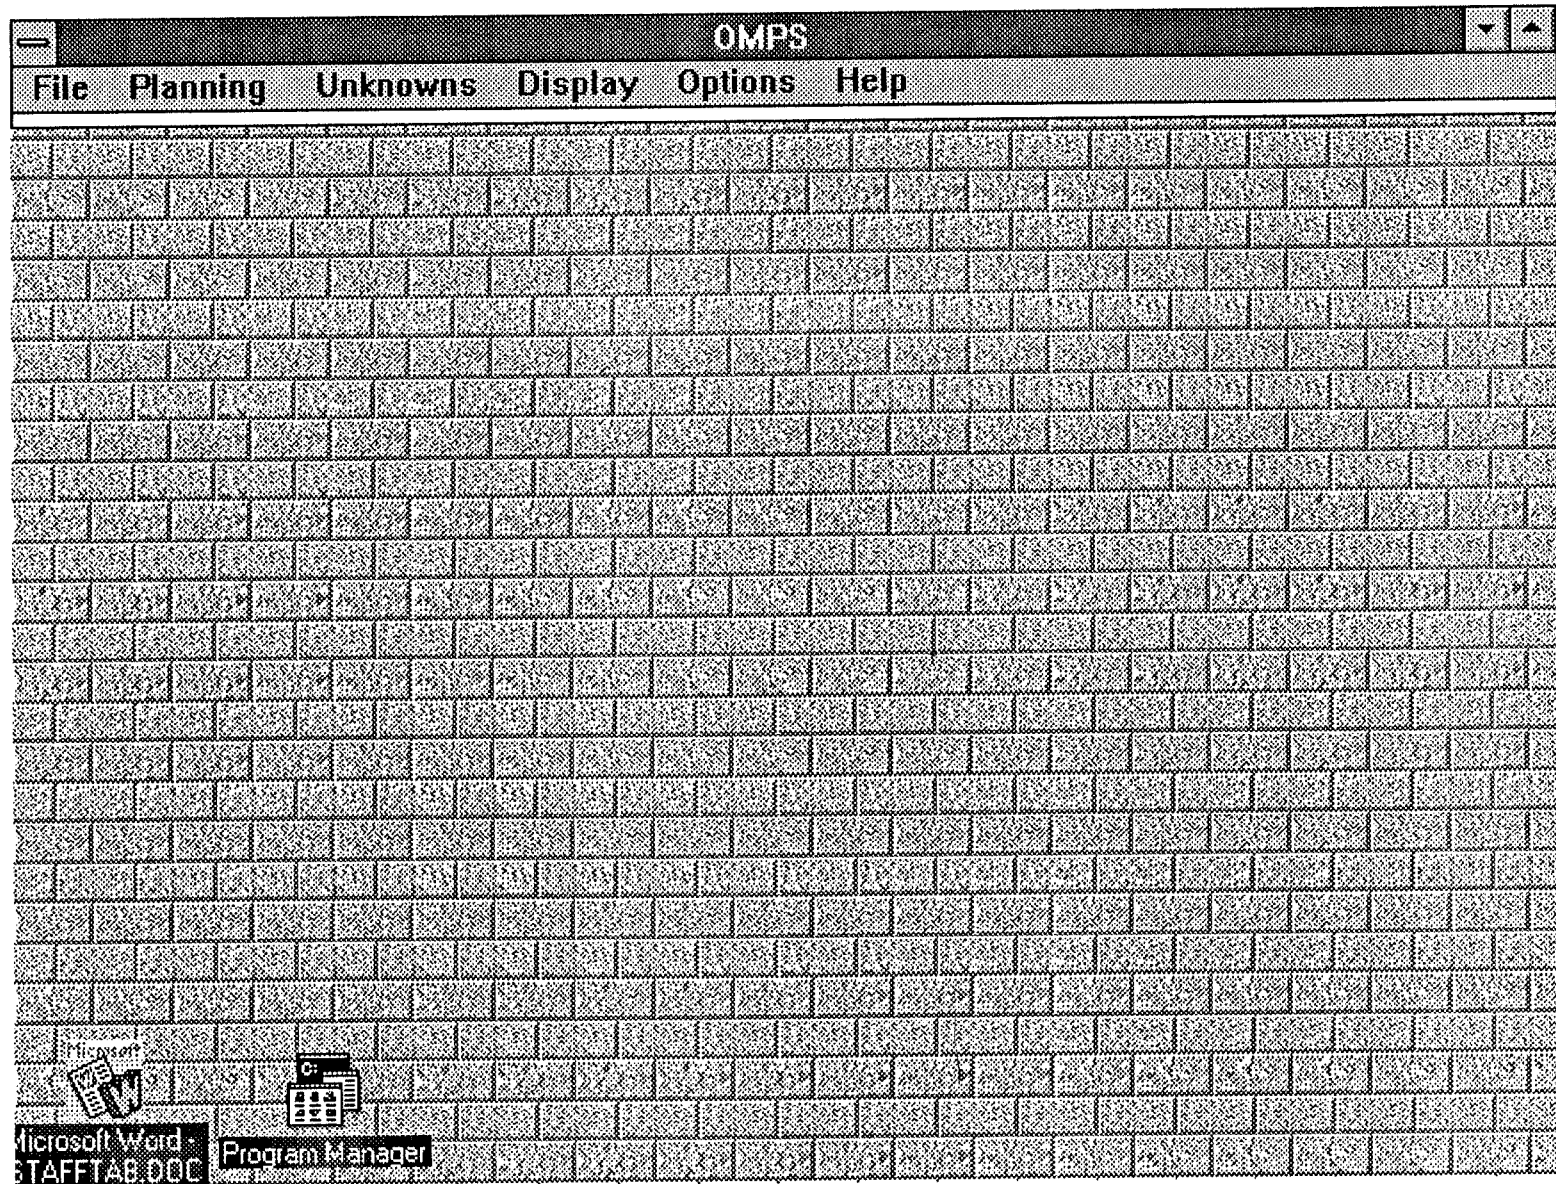 OMPS
File Planning Unknowns Display Options Help
Microsoft
W
C:
Microsoft Word -
STAFFTAB.DOC
Program Manager